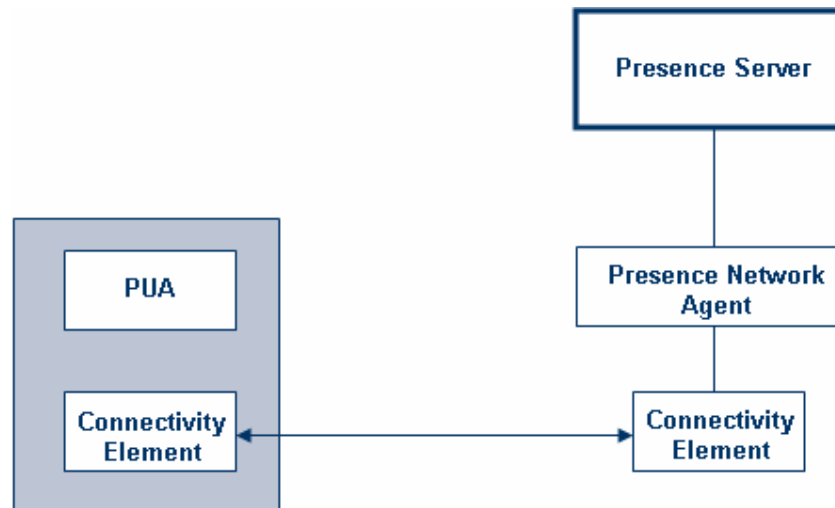 Presence Server
PUA
Presence Network
Agent
Connectivity
Element
Connectivity
Element